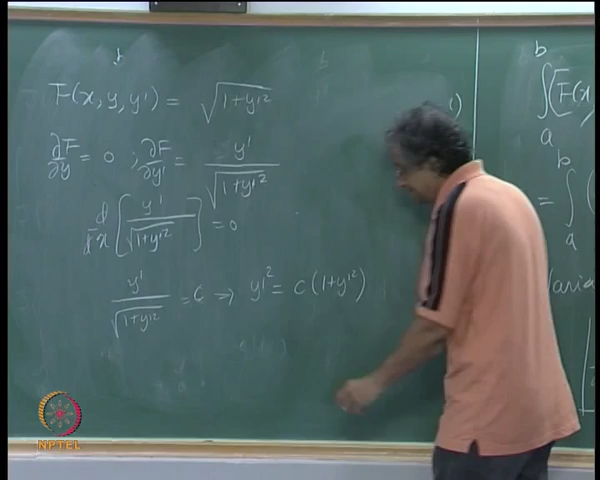 F(x, y, y') = √(1+y'²)
∂F/∂y = 0 ; ∂F/∂y' = y'/√(1+y'²)
d/dx [y'/√(1+y'²)] = 0
y'/√(1+y'²) = C ⇒ y'² = C(1+y'²)
b
∫ [F(x,
a
b
= ∫
a
Varia
NPTEL